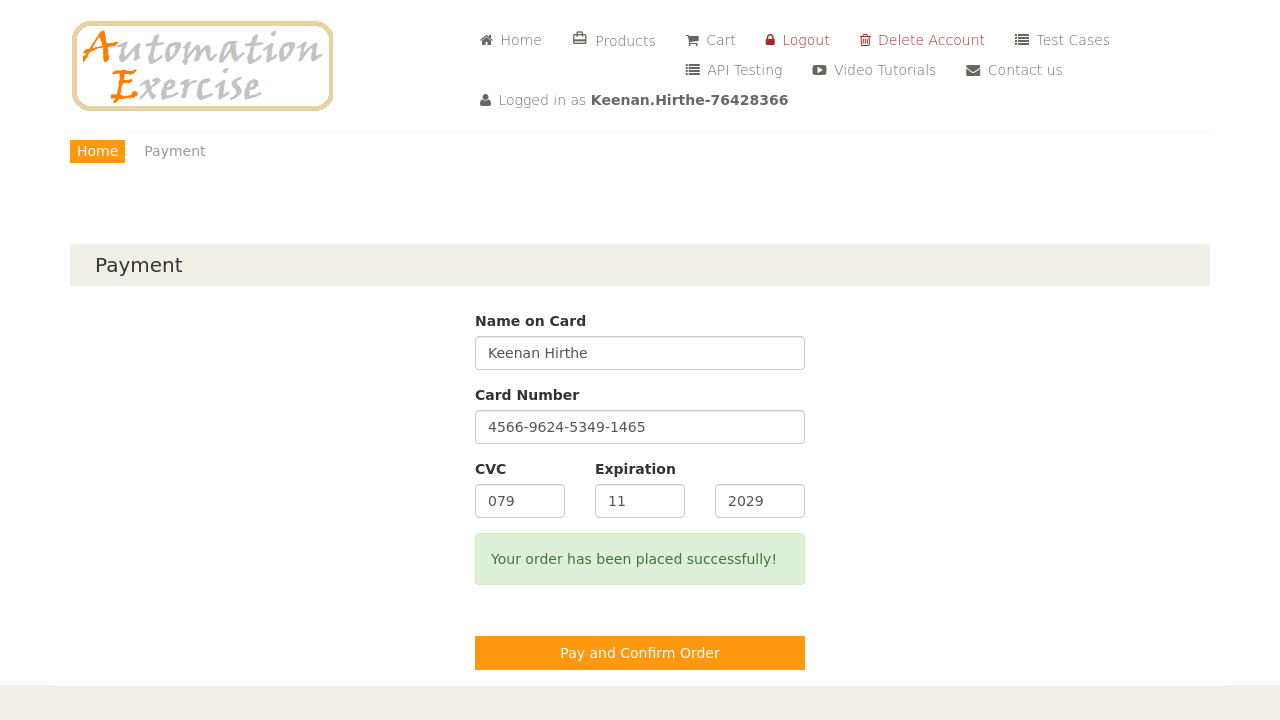 Automation
Exercise
Home Products Cart Logout Delete Account Test Cases
API Testing Video Tutorials Contact us
Logged in as Keenan.Hirthe-76428366
Home Payment
Payment
Name on Card
Keenan Hirthe
Card Number
4566-9624-5349-1465
CVC Expiration
079 11 2029
Your order has been placed successfully!
Pay and Confirm Order